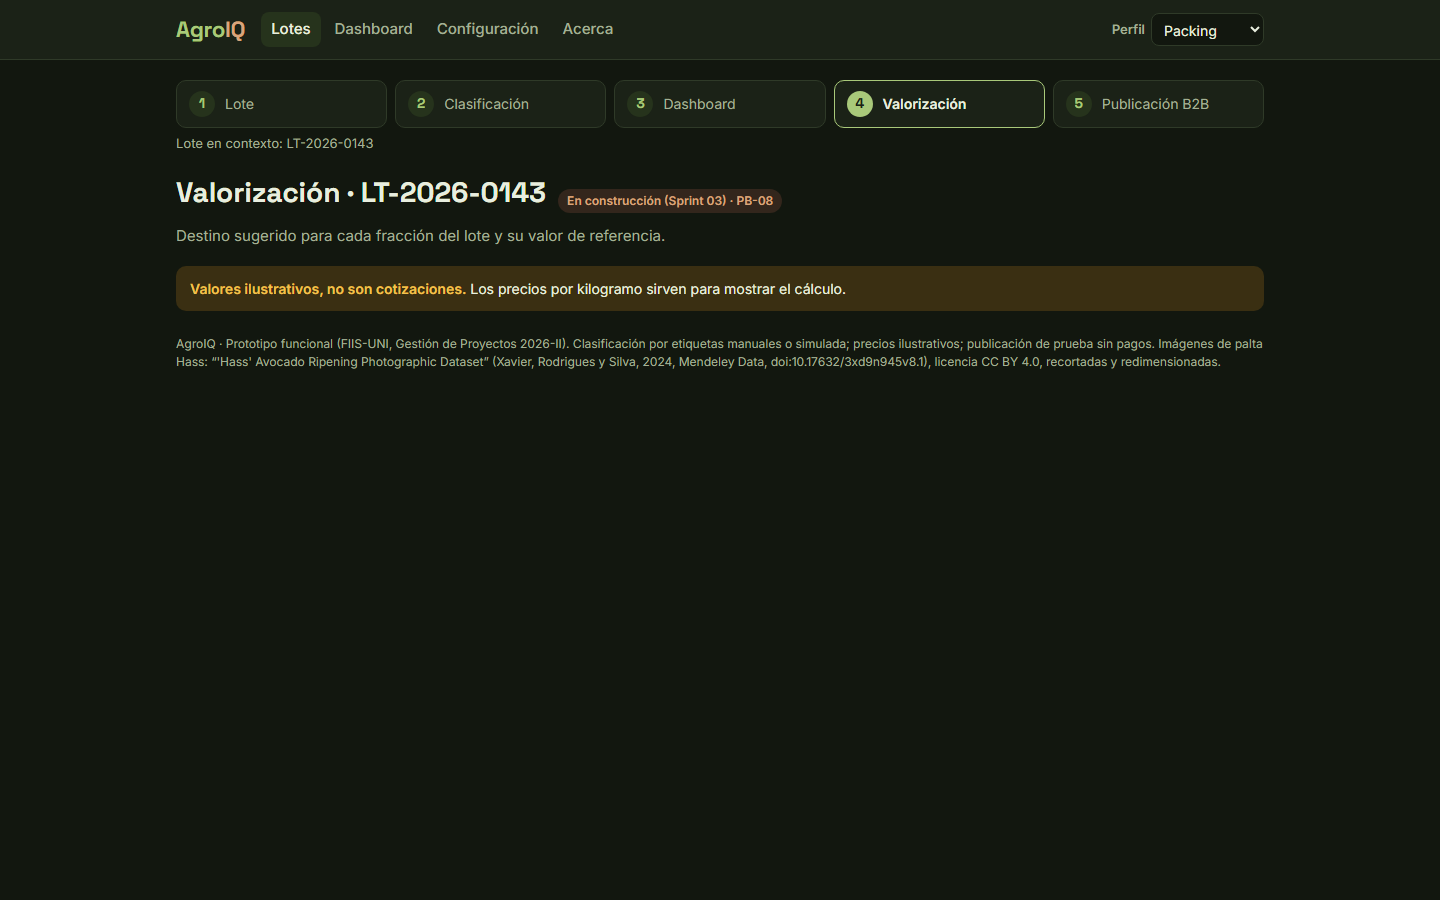 AgroIQ
Lotes
Dashboard
Configuración
Acerca
Perfil
Packing
1 Lote
2 Clasificación
3 Dashboard
4 Valorización
5 Publicación B2B
Lote en contexto: LT-2026-0143
Valorización · LT-2026-0143
En construcción (Sprint 03) · PB-08
Destino sugerido para cada fracción del lote y su valor de referencia.
Valores ilustrativos, no son cotizaciones. Los precios por kilogramo sirven para mostrar el cálculo.
AgroIQ · Prototipo funcional (FIIS-UNI, Gestión de Proyectos 2026-II). Clasificación por etiquetas manuales o simulada; precios ilustrativos; publicación de prueba sin pagos. Imágenes de palta
Hass: “'Hass' Avocado Ripening Photographic Dataset” (Xavier, Rodrigues y Silva, 2024, Mendeley Data, doi:10.17632/3xd9n945v8.1), licencia CC BY 4.0, recortadas y redimensionadas.